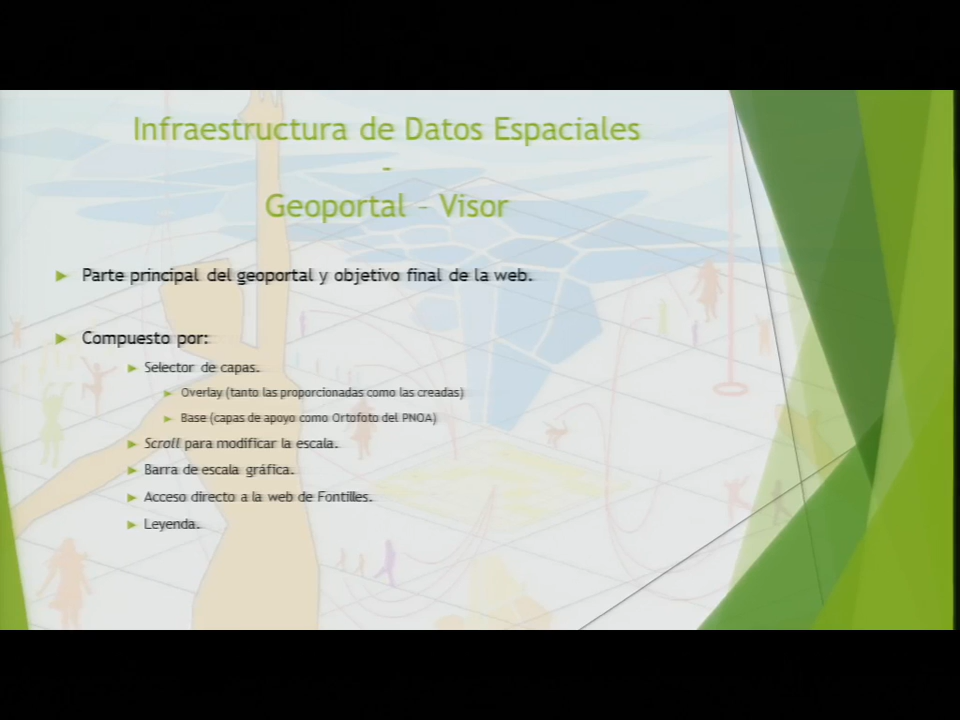 Infraestructura de Datos Espaciales
-
Geoportal – Visor
Parte principal del geoportal y objetivo final de la web.
Compuesto por:
Selector de capas.
Overlay (tanto las proporcionadas como las creadas)
Base (capas de apoyo como Ortofoto del PNOA)
Scroll para modificar la escala.
Barra de escala gráfica.
Acceso directo a la web de Fontilles.
Leyenda.